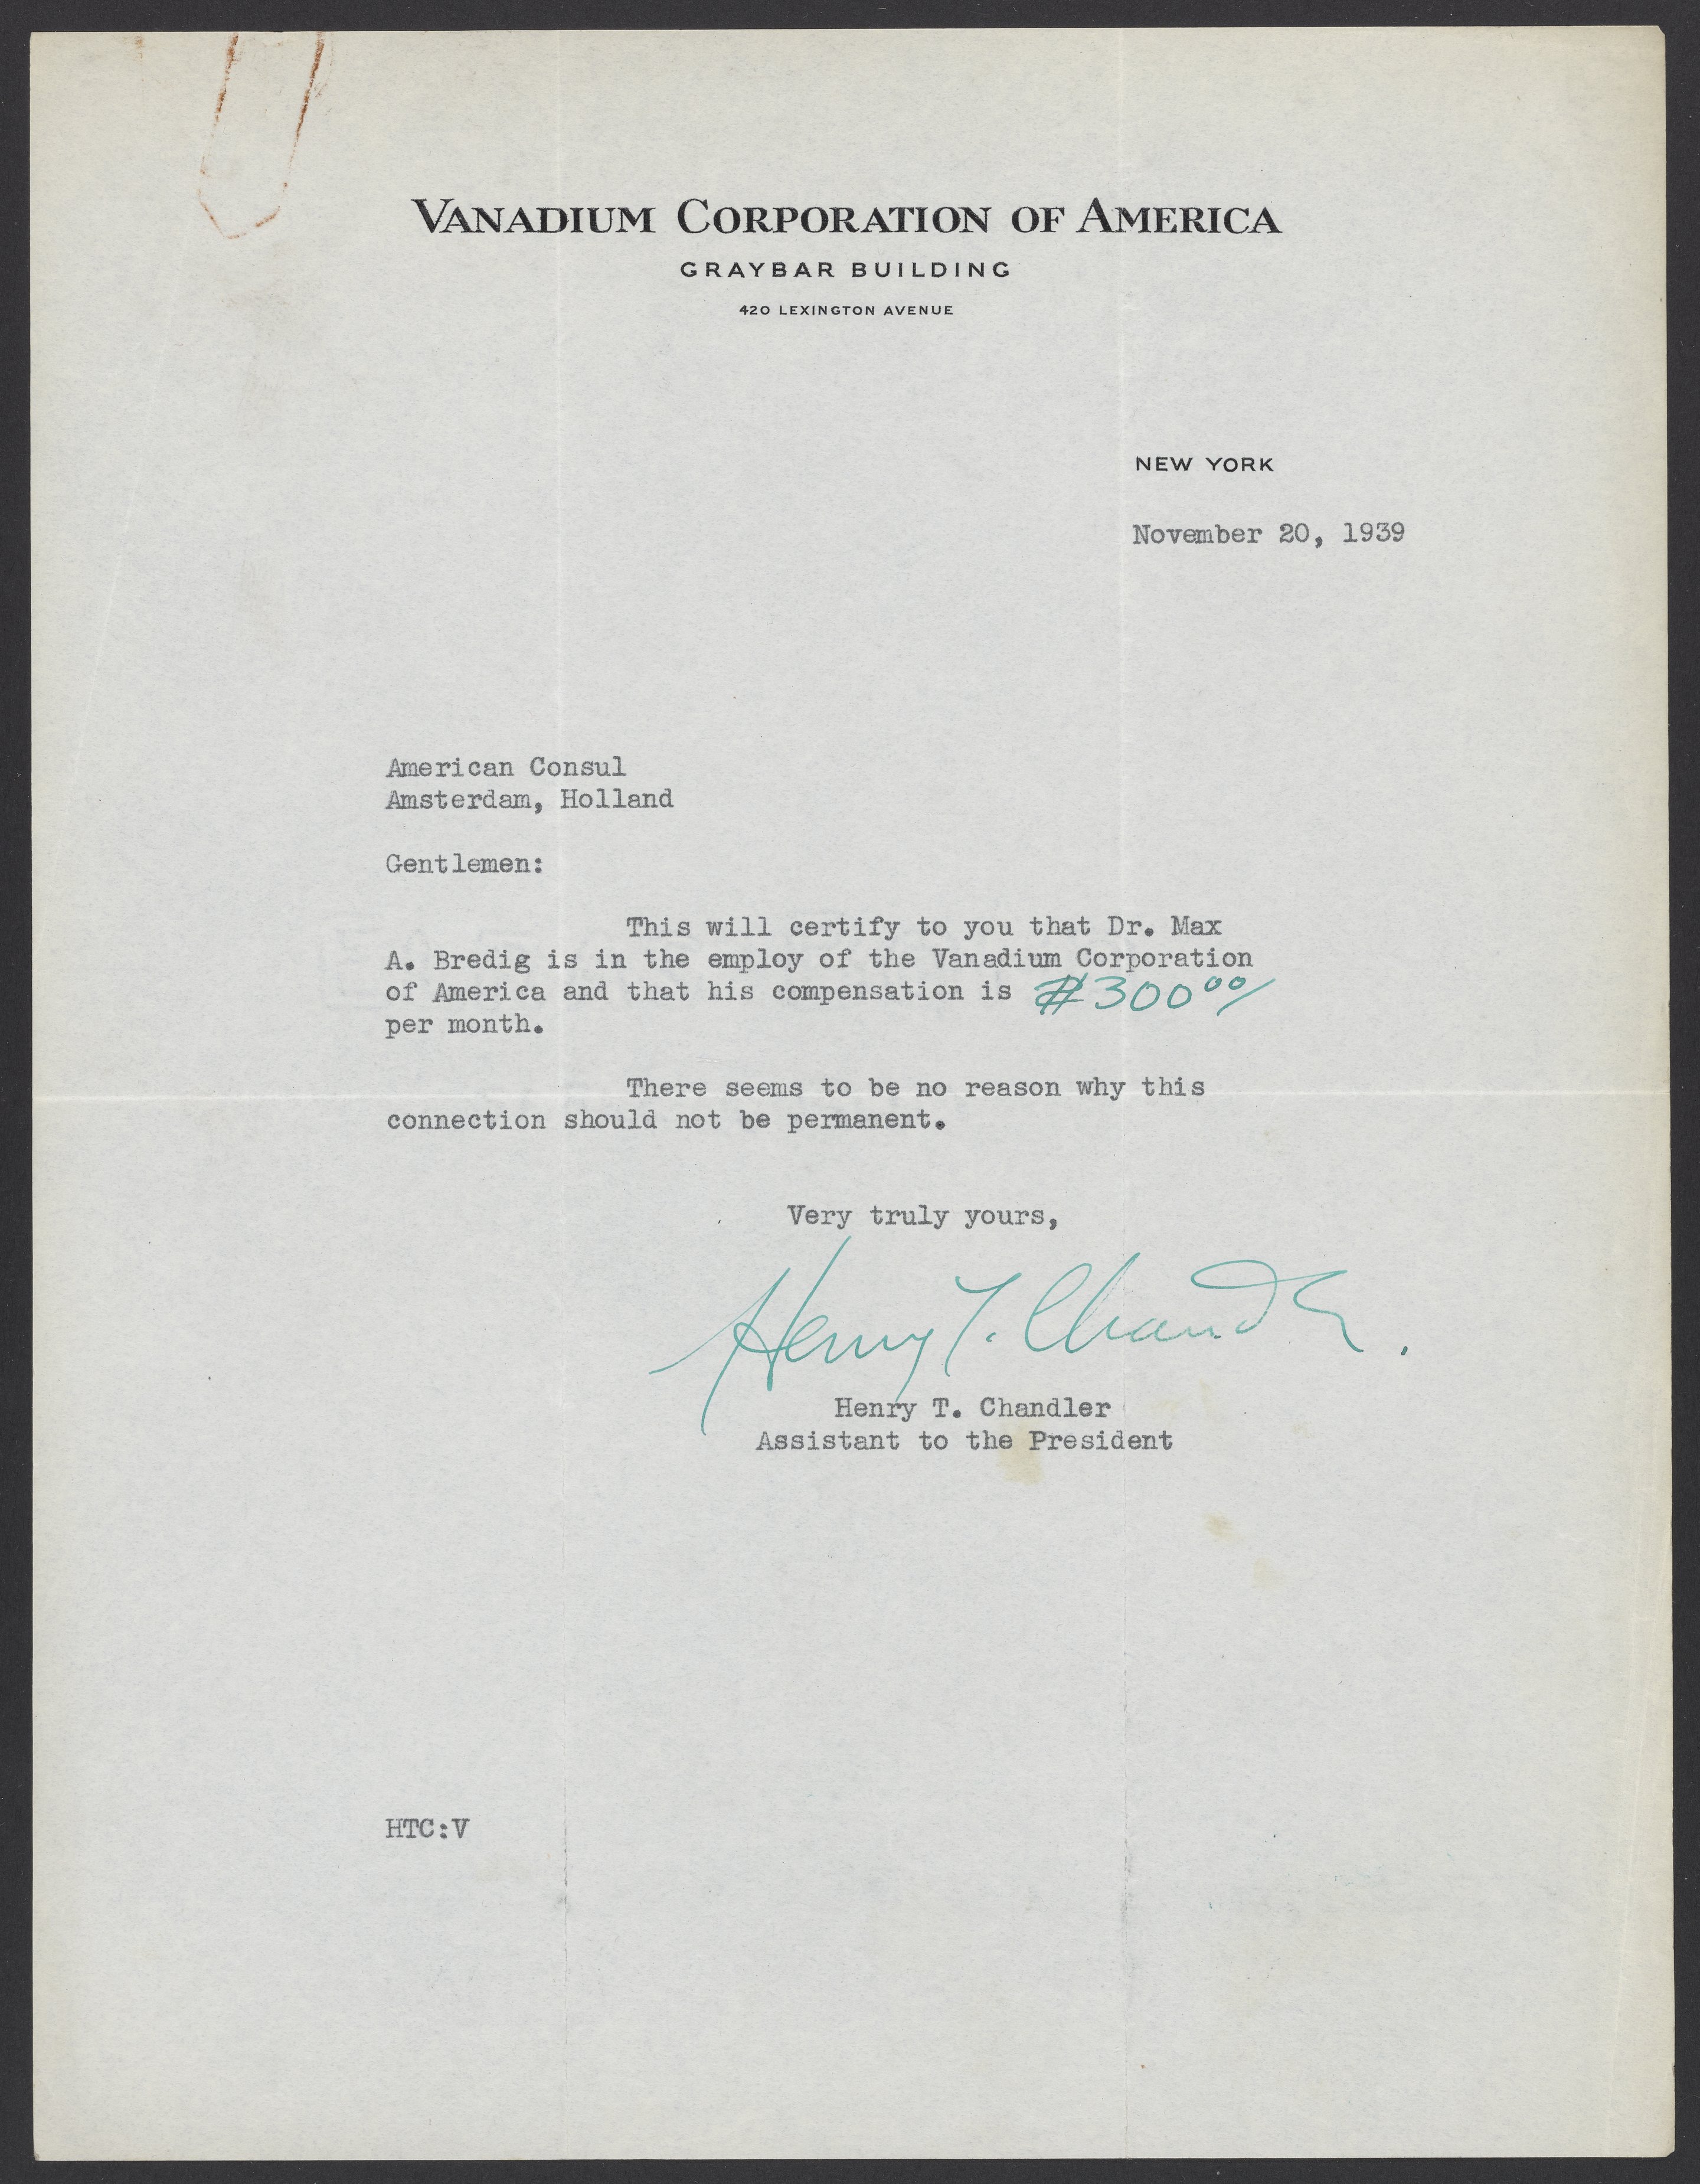 VANADIUM CORPORATION OF AMERICA
GRAYBAR BUILDING
420 LEXINGTON AVENUE
NEW YORK
November 20, 1939
American Consul
Amsterdam, Holland
Gentlemen:
This will certify to you that Dr. Max
A. Bredig is in the employ of the Vanadium Corporation
of America and that his compensation is $300 00/
per month.
There seems to be no reason why this
connection should not be permanent.
Very truly yours,
Henry T. Chandler.
Henry T. Chandler
Assistant to the President
HTC:V